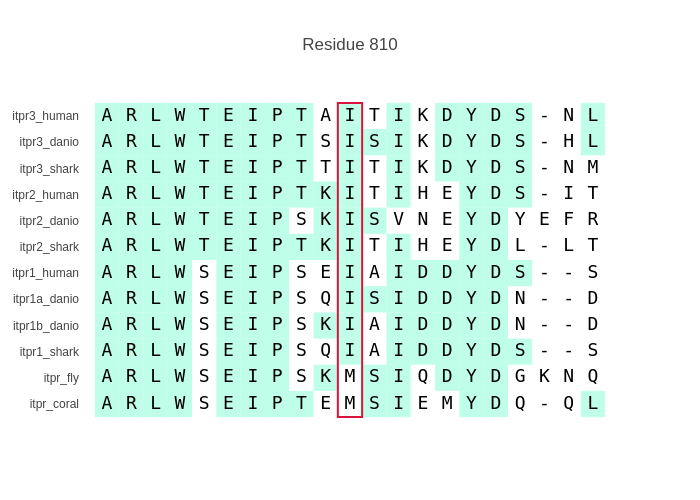 Residue 810
itpr3_human A R L W T E I P T A I T I K D Y D S - N L
itpr3_danio A R L W T E I P T S I S I K D Y D S - H L
itpr3_shark A R L W T E I P T T I T I K D Y D S - N M
itpr2_human A R L W T E I P T K I T I H E Y D S - I T
itpr2_danio A R L W T E I P S K I S V N E Y D Y E F R
itpr2_shark A R L W T E I P T K I T I H E Y D L - L T
itpr1_human A R L W S E I P S E I A I D D Y D S - - S
itpr1a_danio A R L W S E I P S Q I S I D D Y D N - - D
itpr1b_danio A R L W S E I P S K I A I D D Y D N - - D
itpr1_shark A R L W S E I P S Q I A I D D Y D S - - S
itpr_fly A R L W S E I P S K M S I Q D Y D G K N Q
itpr_coral A R L W S E I P T E M S I E M Y D Q - Q L